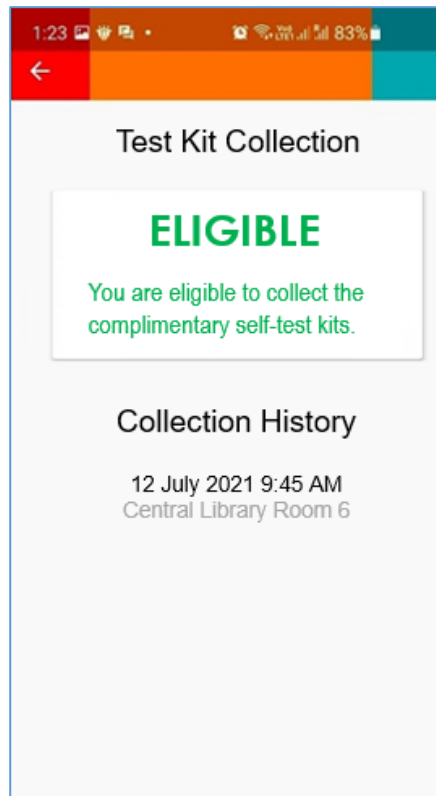 1:23 83%
Test Kit Collection
ELIGIBLE
You are eligible to collect the
complimentary self-test kits.
Collection History
12 July 2021 9:45 AM
Central Library Room 6